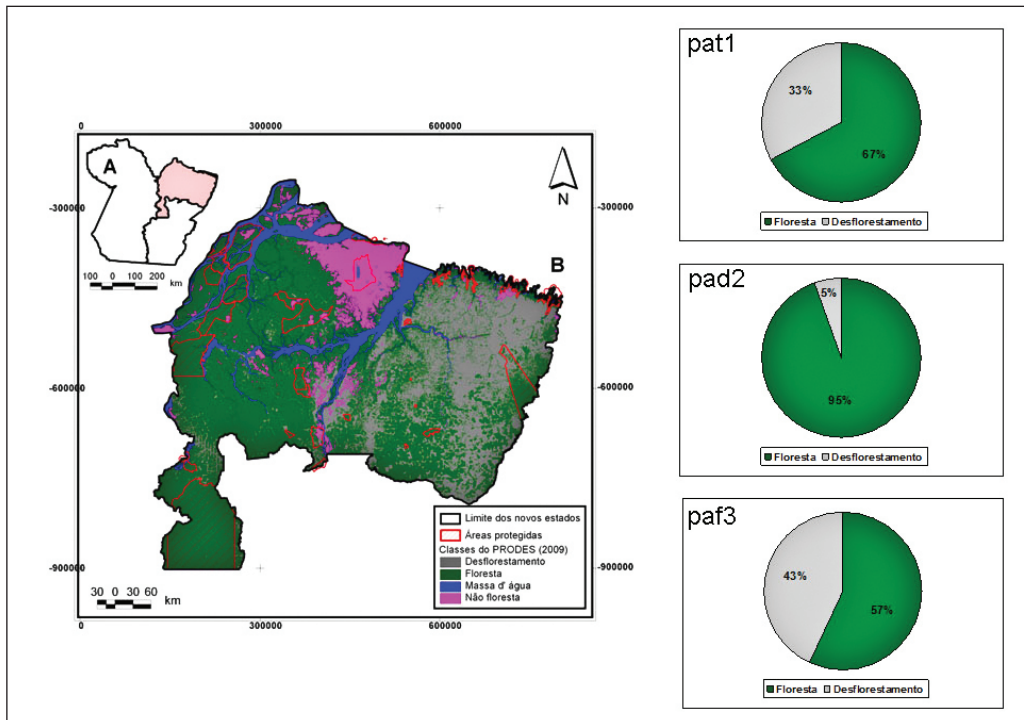 0
300000
600000
A
N
-300000
-300000
100 0 100 200
km
B
-600000
-600000
Limite dos novos estados
Áreas protegidas
Classes do PRODES (2009)
Desflorestamento
Floresta
Massa d' água
Não floresta
-900000
-900000
30 0 30 60
km
0
300000
600000
pat1
33%
67%
Floresta Desflorestamento
pad2
5%
95%
Floresta Desflorestamento
paf3
43%
57%
Floresta Desflorestamento